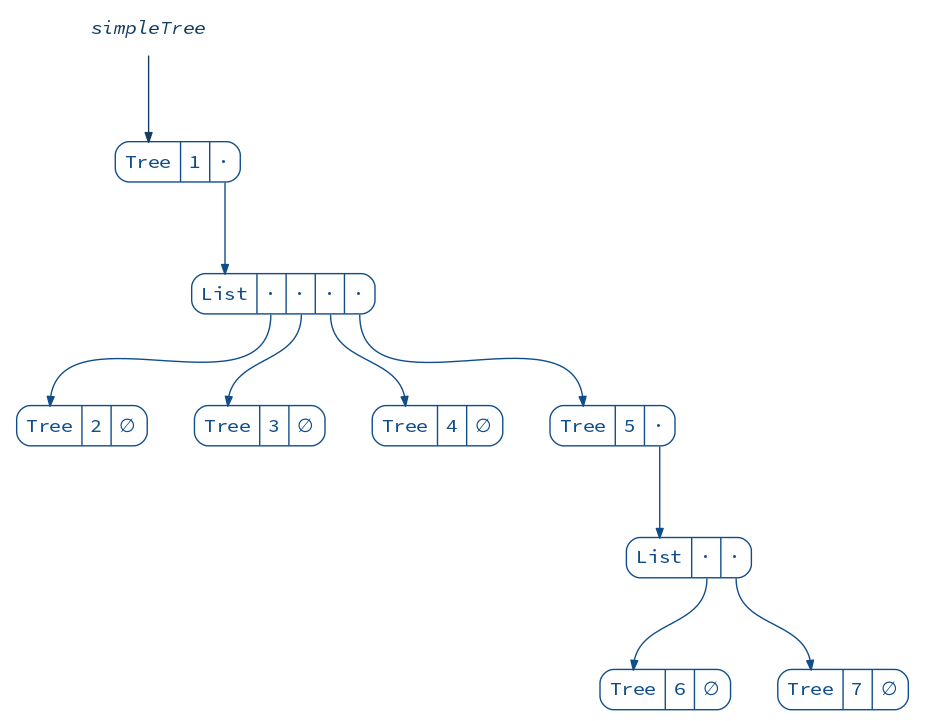 simpleTree
Tree 1 ·
List · · · ·
Tree 2 ∅ Tree 3 ∅ Tree 4 ∅ Tree 5 ·
List · ·
Tree 6 ∅ Tree 7 ∅